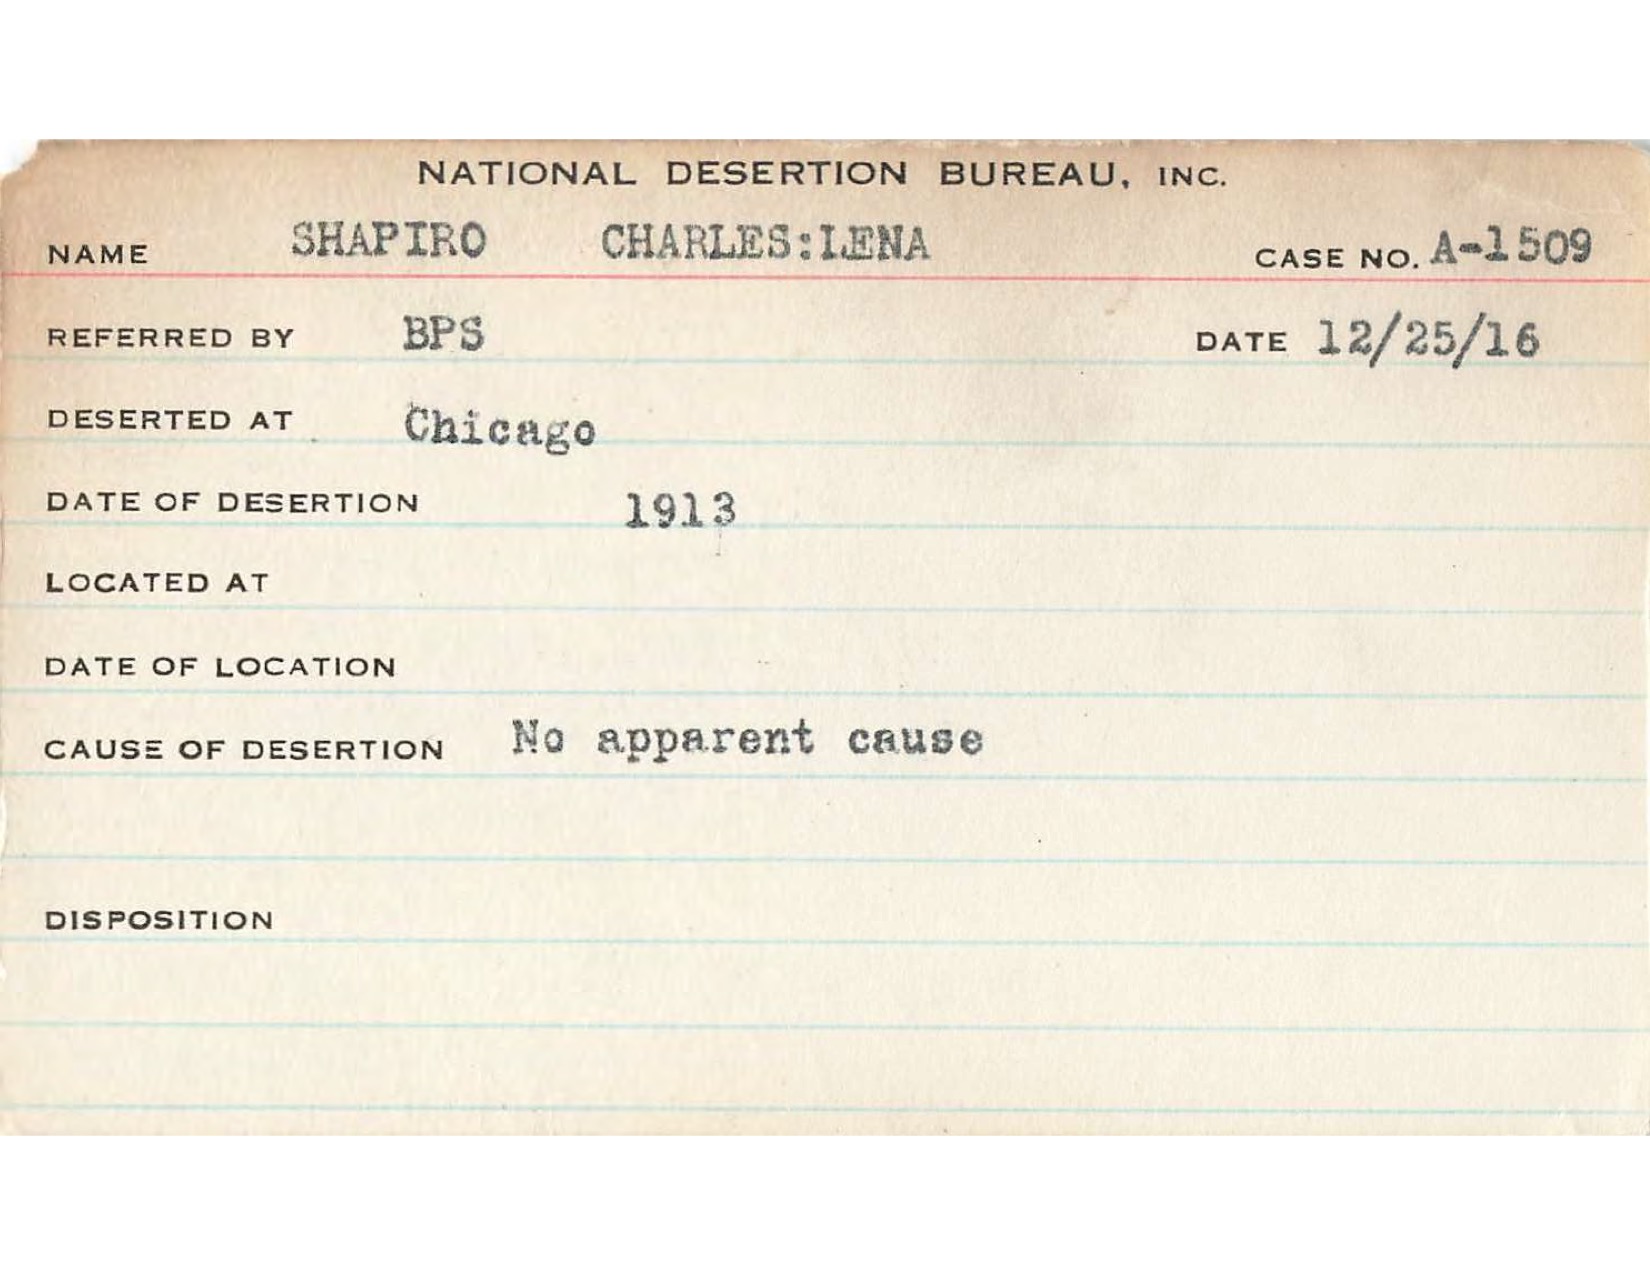 NATIONAL DESERTION BUREAU, INC.
NAME SHAPIRO CHARLES:LENA CASE NO. A-1509
REFERRED BY BPS DATE 12/25/16
DESERTED AT Chicago
DATE OF DESERTION 1913
LOCATED AT
DATE OF LOCATION
CAUSE OF DESERTION No apparent cause
DISPOSITION